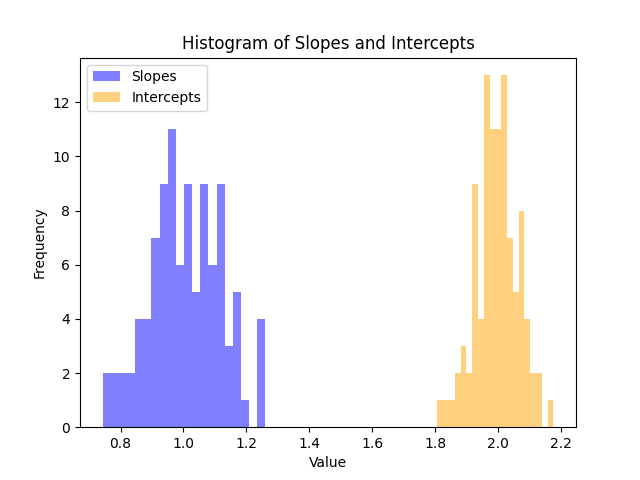 Histogram of Slopes and Intercepts
Slopes
Intercepts
Frequency
12
10
8
6
4
2
0
0.8 1.0 1.2 1.4 1.6 1.8 2.0 2.2
Value